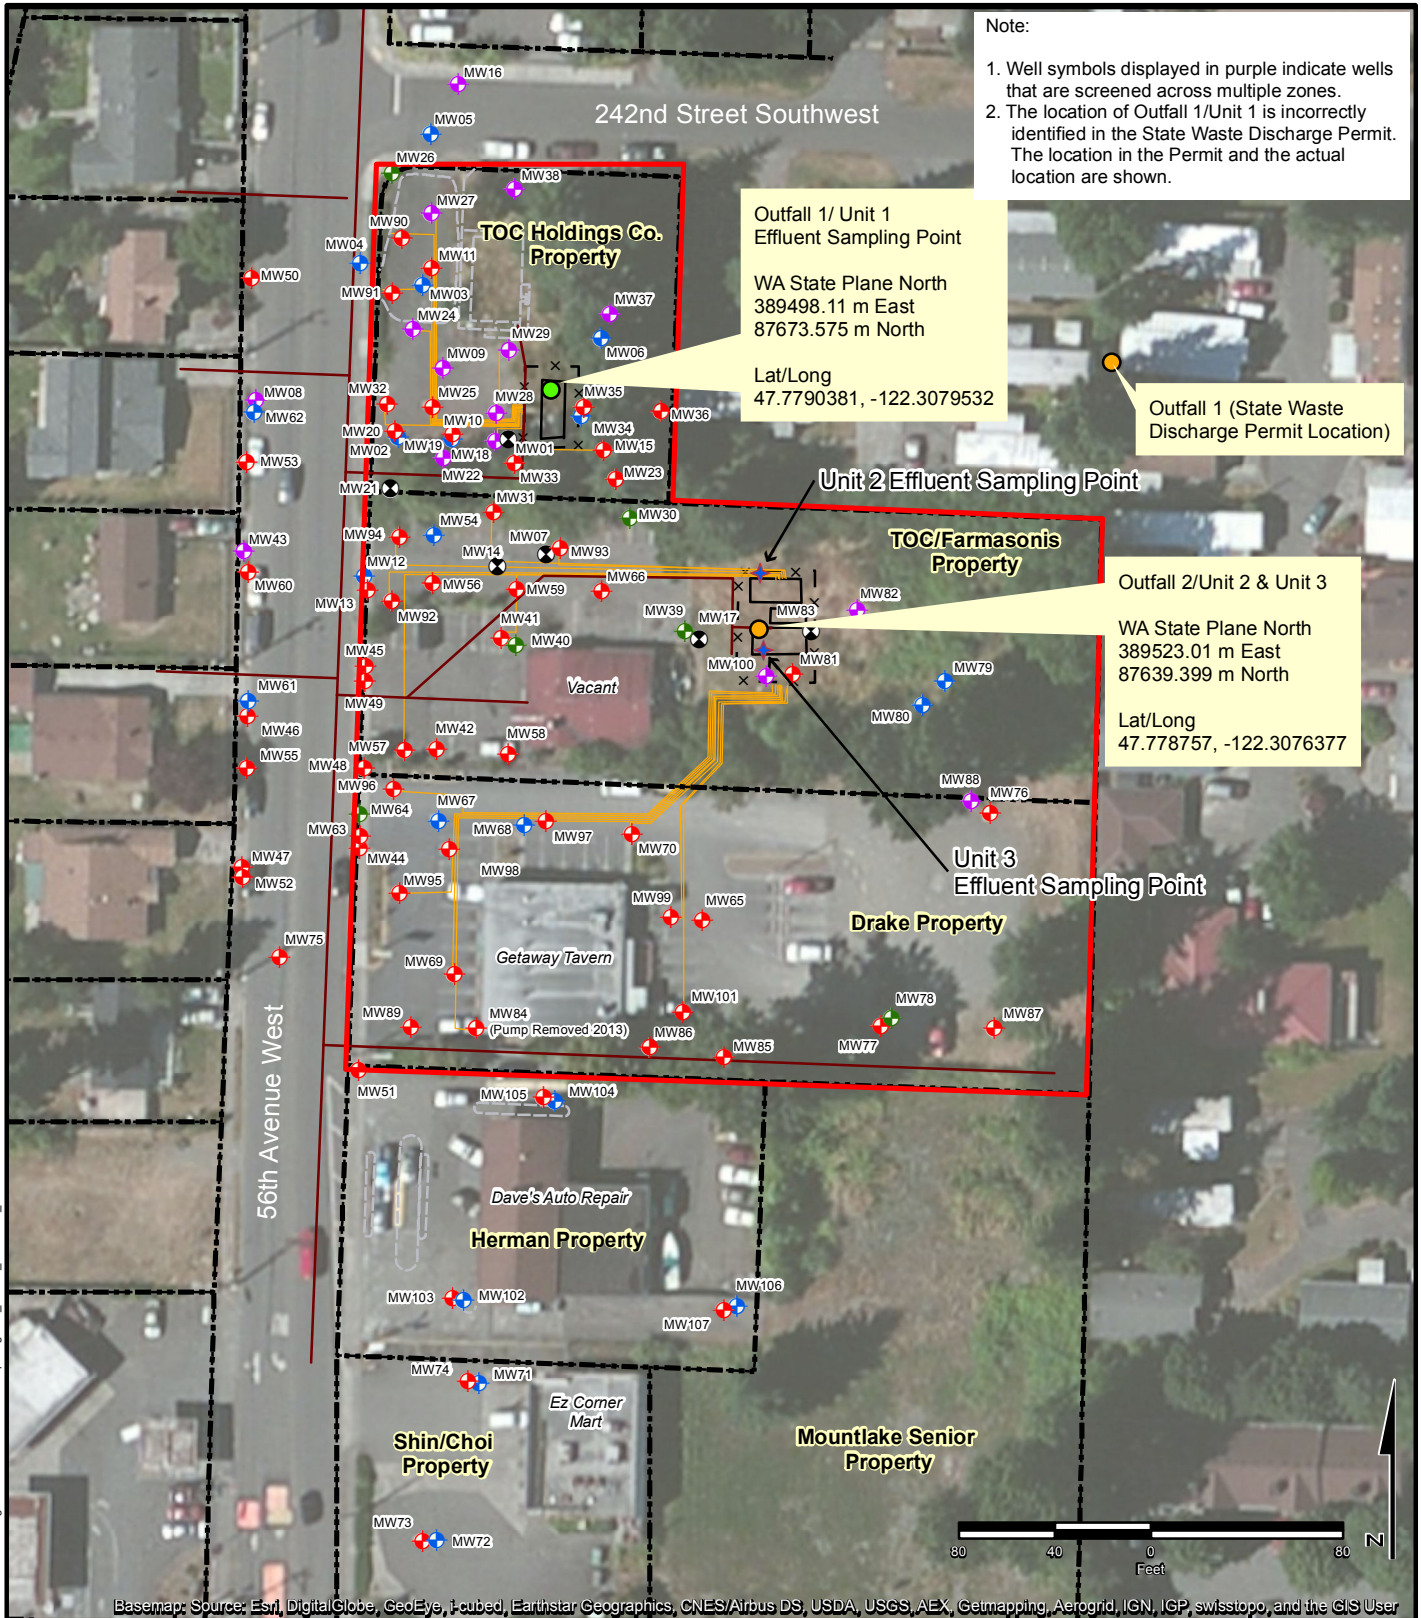 Note:
1. Well symbols displayed in purple indicate wells
that are screened across multiple zones.
2. The location of Outfall 1/Unit 1 is incorrectly
identified in the State Waste Discharge Permit.
The location in the Permit and the actual
location are shown.
MW16
242nd Street Southwest
MW05
MW26
MW38
MW27
MW90
TOC Holdings Co.
Property
MW04
MW11
MW50
MW91
MW03
MW24
MW37
MW29
MW06
MW09
Outfall 1/ Unit 1
Effluent Sampling Point
WA State Plane North
389498.11 m East
87673.575 m North
Lat/Long
47.7790381, -122.3079532
Outfall 1 (State Waste
Discharge Permit Location)
MW08
MW62
MW32
MW25
MW28
MW35
MW36
MW10
MW20
MW19
MW34
MW02
MW18
MW01
MW15
MW53
MW22
MW33
MW23
MW21
MW31
MW30
Unit 2 Effluent Sampling Point
MW54
MW94
MW07
MW93
MW14
TOC/Farmasonis
Property
MW43
MW60
MW12
MW56
MW59
MW66
MW13
MW92
MW82
MW39
MW17
MW83
MW41
MW40
Outfall 2/Unit 2 & Unit 3
WA State Plane North
389523.01 m East
87639.399 m North
Lat/Long
47.778757, -122.3076377
MW45
MW100
MW81
MW79
MW80
MW61
MW46
MW49
Vacant
MW55
MW57
MW42
MW58
MW48
MW96
MW88
MW76
MW64
MW67
MW63
MW68
MW97
MW70
MW44
MW47
MW52
MW98
MW95
Unit 3
Effluent Sampling Point
MW99
MW65
Drake Property
MW75
Getaway Tavern
MW69
MW101
MW78
MW89
MW84
(Pump Removed 2013)
MW86
MW85
MW77
MW87
MW51
MW105
MW104
56th Avenue West
Dave's Auto Repair
Herman Property
MW103
MW102
MW106
MW107
MW74
MW71
Ez Corner
Mart
Shin/Choi
Property
Mountlake Senior
Property
MW73
MW72
80
40
0
80
Feet
Z
Basemap: Source: Esri, DigitalGlobe, GeoEye, i-cubed, Earthstar Geographics, CNES/Airbus DS, USDA, USGS, AEX, Getmapping, Aerogrid, IGN, IGP, swisstopo, and the GIS User